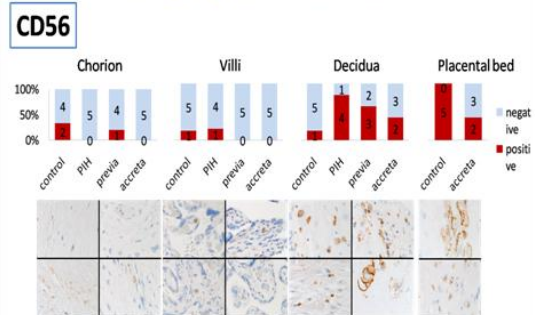 CD56
Chorion Villi Decidua Placental bed
100%
50%
0%
4 5 4 5 5 4 5 5 5 1 2 3 0 3
2 0 1 0 1 1 0 0 1 4 3 2 5 2
control PIH previa accreta control PIH previa accreta control PIH previa accreta control accreta
negat
ive
positi
ve